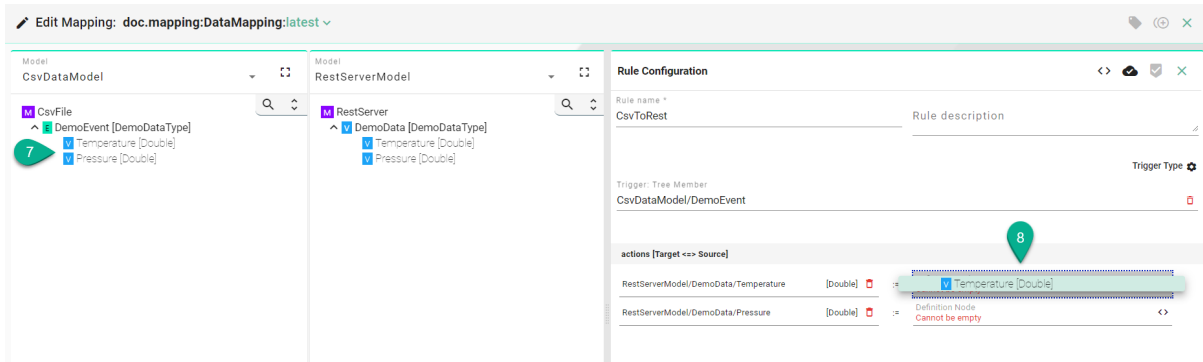 Edit Mapping: doc.mapping:DataMapping:latest
Model
CsvDataModel
M CsvFile
E DemoEvent [DemoDataType]
V Temperature [Double]
V Pressure [Double]
7
Model
RestServerModel
M RestServer
V DemoData [DemoDataType]
V Temperature [Double]
V Pressure [Double]
Rule Configuration
<>
Rule name *
CsvToRest
Rule description
Trigger Type
Trigger: Tree Member
CsvDataModel/DemoEvent
8
actions [Target <=> Source]
RestServerModel/DemoData/Temperature [Double] := V Temperature [Double]
RestServerModel/DemoData/Pressure [Double] := Definition Node <>
Cannot be empty